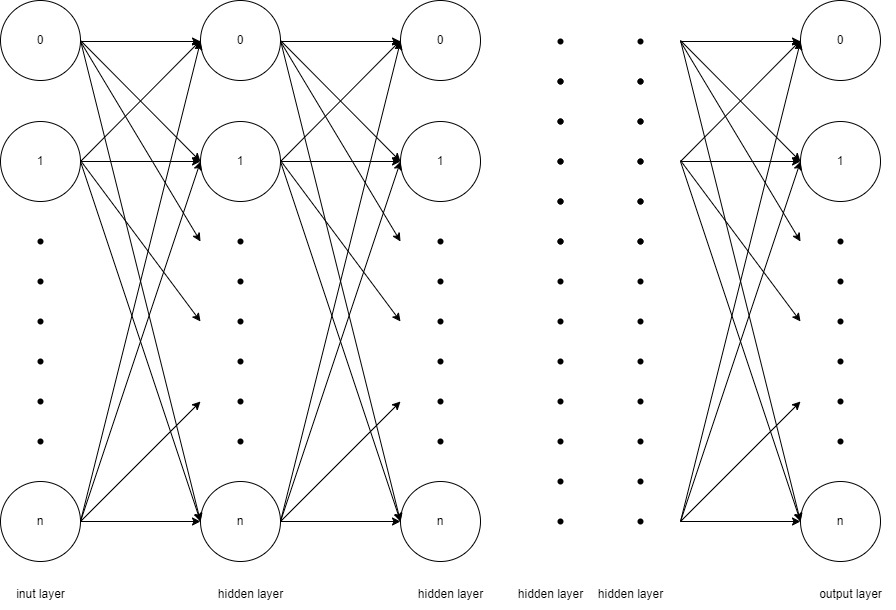 0 0 0 0
1 1 1 1
n n n n
inut layer hidden layer hidden layer hidden layer hidden layer output layer